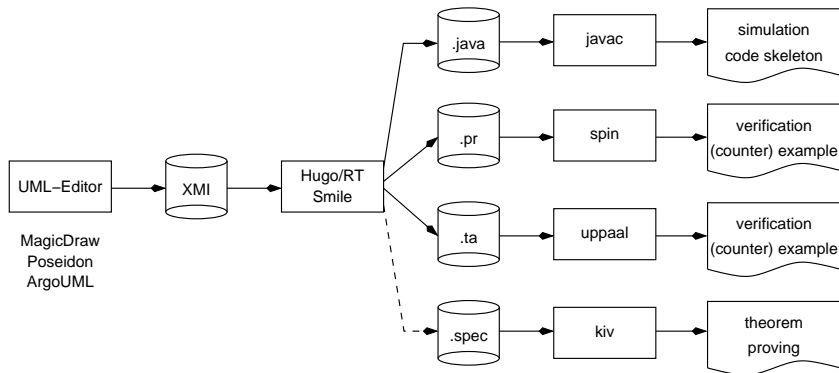 UML−Editor
MagicDraw
Poseidon
ArgoUML
XMI
Hugo/RT
Smile
.java
javac
simulation
code skeleton
.pr
spin
verification
(counter) example
.ta
uppaal
verification
(counter) example
.spec
kiv
theorem
proving